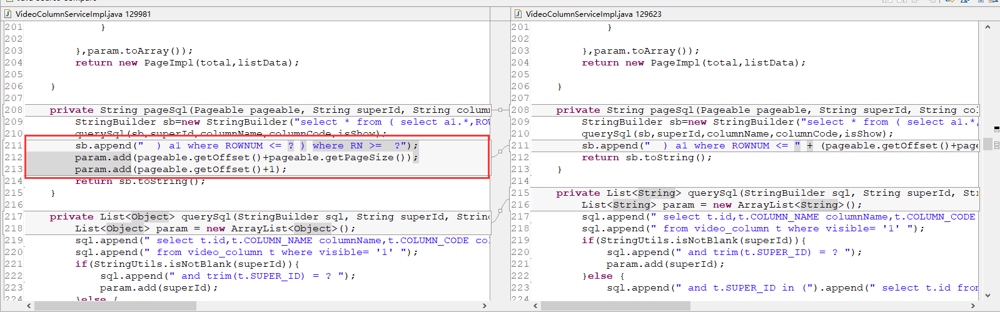 VideoColumnServiceImpl.java 129981
201 }
202
203 },param.toArray());
204 return new PageImpl(total,listData);
205
206 }
207
208 private String pageSql(Pageable pageable, String superId, String colum
209 StringBuilder sb=new StringBuilder("select * from ( select a1.*,ROW
210 querySql(sb,superId,columnName,columnCode,isShow);
211 sb.append("  ) a1 where ROWNUM <= ? ) where RN >=  ?");
212 param.add(pageable.getOffset()+pageable.getPageSize());
213 param.add(pageable.getOffset()+1);
214 return sb.toString();
215 }
216
217 private List<Object> querySql(StringBuilder sql, String superId, String
218 List<Object> param = new ArrayList<Object>();
219 sql.append(" select t.id,t.COLUMN_NAME columnName,t.COLUMN_CODE co
220 sql.append(" from video_column t where visible= '1' ");
221 if(StringUtils.isNotBlank(superId)){
222 sql.append(" and trim(t.SUPER_ID) = ? ");
223 param.add(superId);
224 }else {
VideoColumnServiceImpl.java 129623
201 }
202
203 },param.toArray());
204 return new PageImpl(total,listData);
205
206 }
207
208 private String pageSql(Pageable pageable, String superId, String co
209 StringBuilder sb=new StringBuilder("select * from ( select a1.*,
210 querySql(sb,superId,columnName,columnCode,isShow);
211 sb.append("  ) a1 where ROWNUM <= " + (pageable.getOffset()+page
212 return sb.toString();
213 }
214
215 private List<String> querySql(StringBuilder sql, String superId, St
216 List<String> param = new ArrayList<String>();
217 sql.append(" select t.id,t.COLUMN_NAME columnName,t.COLUMN_CODE
218 sql.append(" from video_column t where visible= '1' ");
219 if(StringUtils.isNotBlank(superId)){
220 sql.append(" and trim(t.SUPER_ID) = ? ");
221 param.add(superId);
222 }else {
223 sql.append(" and t.SUPER_ID in (").append(" select t.id fro